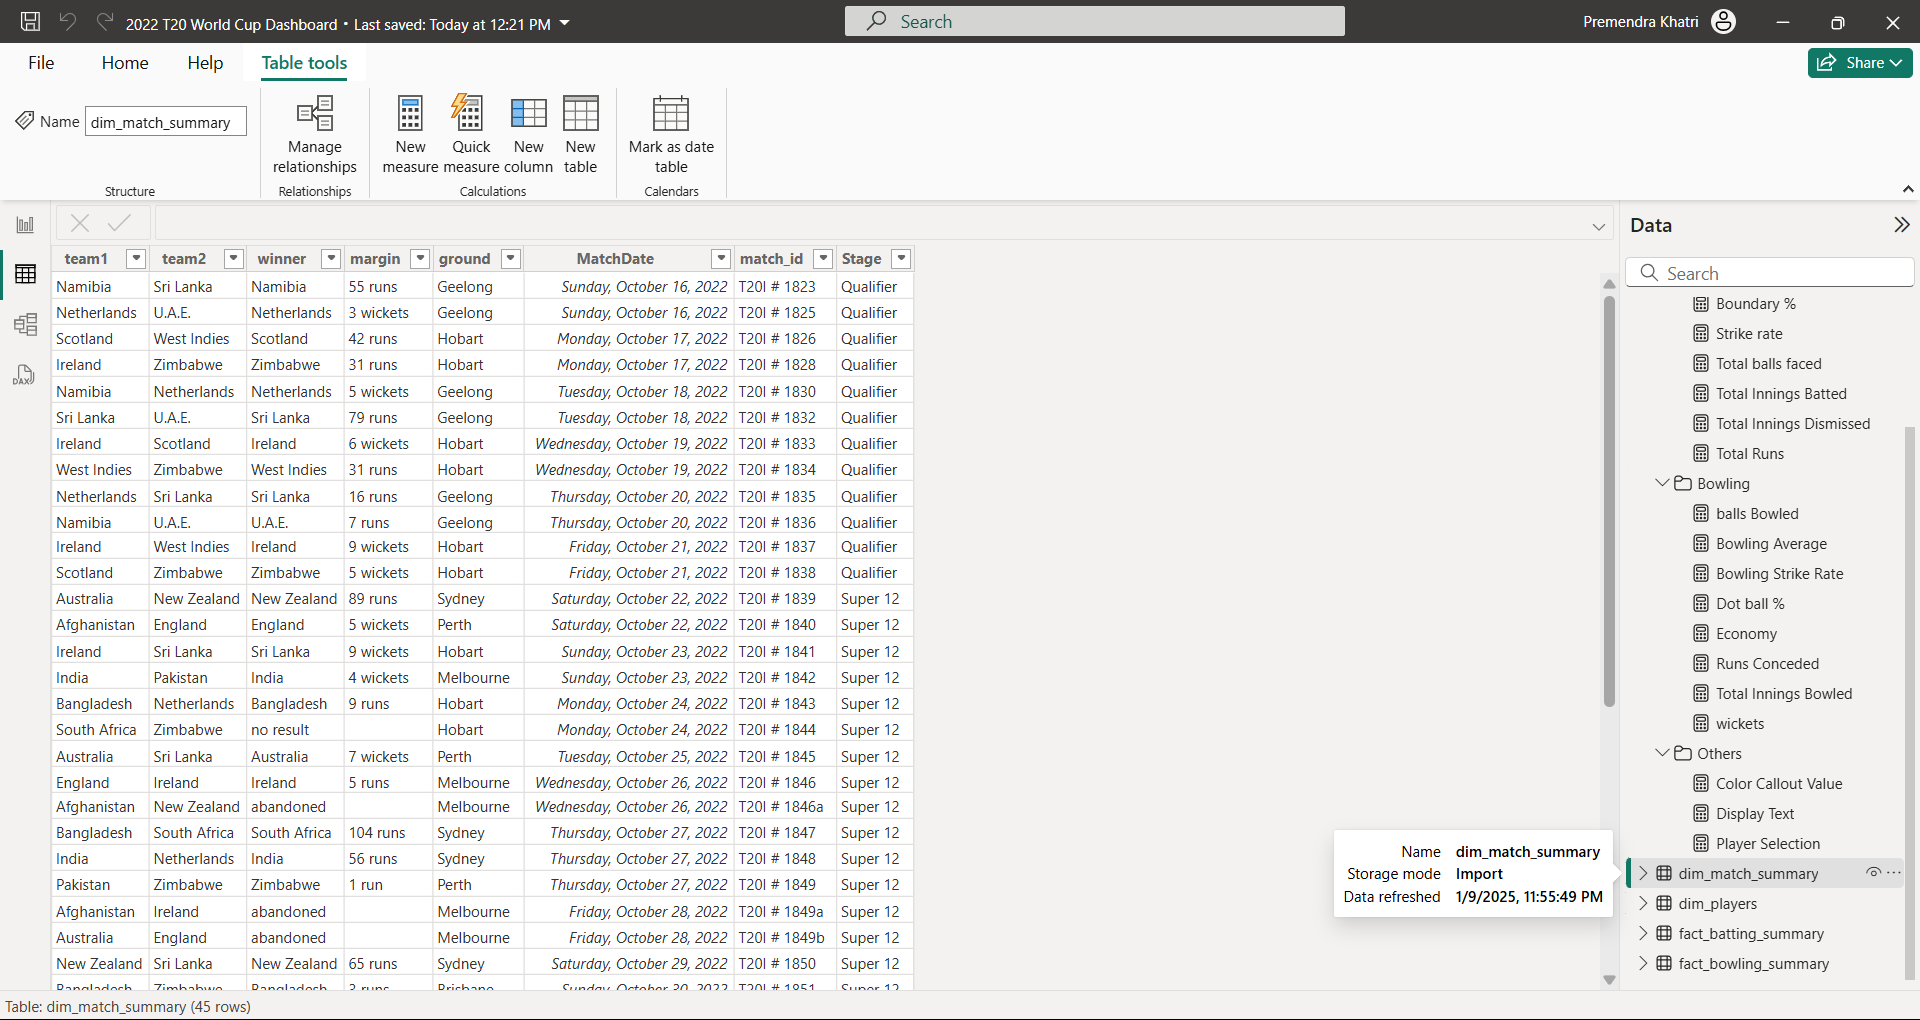 2022 T20 World Cup Dashboard • Last saved: Today at 12:21 PM
Search
Premendra Khatri
File Home Help Table tools
Share
Name dim_match_summary
Manage relationships
New measure
Quick measure
New column
New table
Mark as date table
Structure Relationships Calculations Calendars
team1 team2 winner margin ground MatchDate match_id Stage
Namibia Sri Lanka Namibia 55 runs Geelong Sunday, October 16, 2022 T20I # 1823 Qualifier
Netherlands U.A.E. Netherlands 3 wickets Geelong Sunday, October 16, 2022 T20I # 1825 Qualifier
Scotland West Indies Scotland 42 runs Hobart Monday, October 17, 2022 T20I # 1826 Qualifier
Ireland Zimbabwe Zimbabwe 31 runs Hobart Monday, October 17, 2022 T20I # 1828 Qualifier
Namibia Netherlands Netherlands 5 wickets Geelong Tuesday, October 18, 2022 T20I # 1830 Qualifier
Sri Lanka U.A.E. Sri Lanka 79 runs Geelong Tuesday, October 18, 2022 T20I # 1832 Qualifier
Ireland Scotland Ireland 6 wickets Hobart Wednesday, October 19, 2022 T20I # 1833 Qualifier
West Indies Zimbabwe West Indies 31 runs Hobart Wednesday, October 19, 2022 T20I # 1834 Qualifier
Netherlands Sri Lanka Sri Lanka 16 runs Geelong Thursday, October 20, 2022 T20I # 1835 Qualifier
Namibia U.A.E. U.A.E. 7 runs Geelong Thursday, October 20, 2022 T20I # 1836 Qualifier
Ireland West Indies Ireland 9 wickets Hobart Friday, October 21, 2022 T20I # 1837 Qualifier
Scotland Zimbabwe Zimbabwe 5 wickets Hobart Friday, October 21, 2022 T20I # 1838 Qualifier
Australia New Zealand New Zealand 89 runs Sydney Saturday, October 22, 2022 T20I # 1839 Super 12
Afghanistan England England 5 wickets Perth Saturday, October 22, 2022 T20I # 1840 Super 12
Ireland Sri Lanka Sri Lanka 9 wickets Hobart Sunday, October 23, 2022 T20I # 1841 Super 12
India Pakistan India 4 wickets Melbourne Sunday, October 23, 2022 T20I # 1842 Super 12
Bangladesh Netherlands Bangladesh 9 runs Hobart Monday, October 24, 2022 T20I # 1843 Super 12
South Africa Zimbabwe no result Hobart Monday, October 24, 2022 T20I # 1844 Super 12
Australia Sri Lanka Australia 7 wickets Perth Tuesday, October 25, 2022 T20I # 1845 Super 12
England Ireland Ireland 5 runs Melbourne Wednesday, October 26, 2022 T20I # 1846 Super 12
Afghanistan New Zealand abandoned Melbourne Wednesday, October 26, 2022 T20I # 1846a Super 12
Bangladesh South Africa South Africa 104 runs Sydney Thursday, October 27, 2022 T20I # 1847 Super 12
India Netherlands India 56 runs Sydney Thursday, October 27, 2022 T20I # 1848 Super 12
Pakistan Zimbabwe Zimbabwe 1 run Perth Thursday, October 27, 2022 T20I # 1849 Super 12
Afghanistan Ireland abandoned Melbourne Friday, October 28, 2022 T20I # 1849a Super 12
Australia England abandoned Melbourne Friday, October 28, 2022 T20I # 1849b Super 12
New Zealand Sri Lanka New Zealand 65 runs Sydney Saturday, October 29, 2022 T20I # 1850 Super 12
Bangladesh Zimbabwe Bangladesh 3 runs Brisbane Sunday, October 30, 2022 T20I # 1851 Super 12
Data
Search
Boundary %
Strike rate
Total balls faced
Total Innings Batted
Total Innings Dismissed
Total Runs
Bowling
balls Bowled
Bowling Average
Bowling Strike Rate
Dot ball %
Economy
Runs Conceded
Total Innings Bowled
wickets
Others
Color Callout Value
Display Text
Player Selection
dim_match_summary
dim_players
fact_batting_summary
fact_bowling_summary
Name dim_match_summary
Storage mode Import
Data refreshed 1/9/2025, 11:55:49 PM
DAX
Table: dim_match_summary (45 rows)